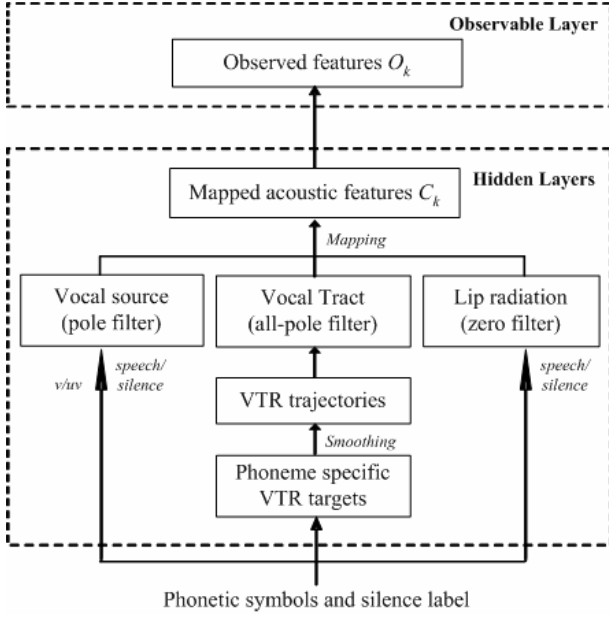 Observable Layer
Observed features O_k
Hidden Layers
Mapped acoustic features C_k
Mapping
Vocal source
(pole filter)
Vocal Tract
(all-pole filter)
Lip radiation
(zero filter)
v/uv
speech/
silence
speech/
silence
VTR trajectories
Smoothing
Phoneme specific
VTR targets
Phonetic symbols and silence label